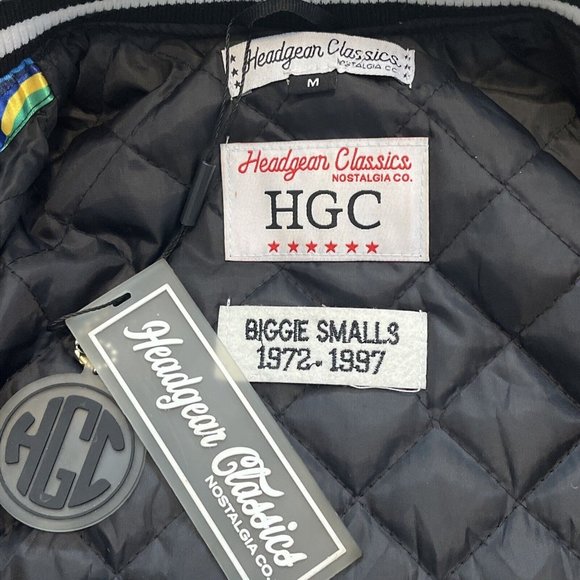 Headgear Classics
NOSTALGIA CO.
M
Headgear Classics
NOSTALGIA CO.
HGC
BIGGIE SMALLS
1972-1997
Headgear Classics
NOSTALGIA CO.
HGC